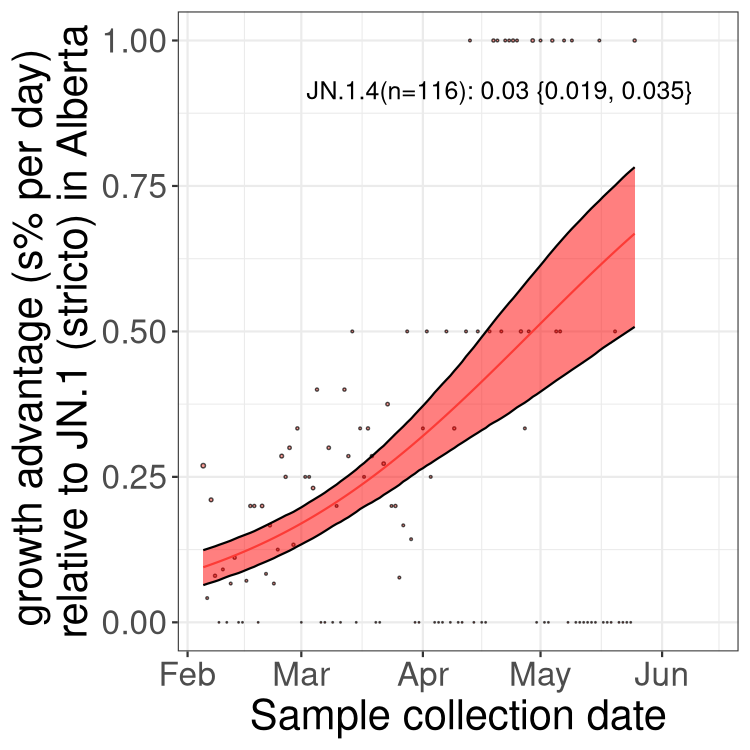 growth advantage (s% per day)
relative to JN.1 (stricto) in Alberta
1.00
0.75
0.50
0.25
0.00
JN.1.4(n=116): 0.03 {0.019, 0.035}
Feb Mar Apr May Jun
Sample collection date